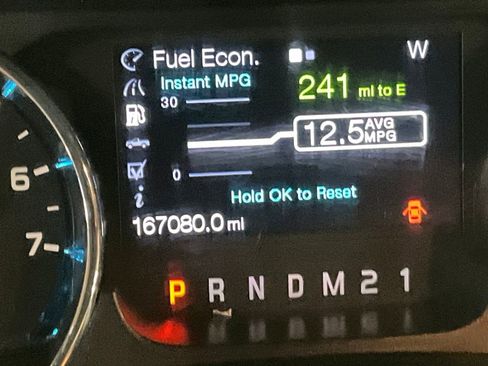 Fuel Econ.
W
Instant MPG
30
241 mi to E
12.5 AVG MPG
0
Hold OK to Reset
i
167080.0 mi
6
7
P R N D M 2 1